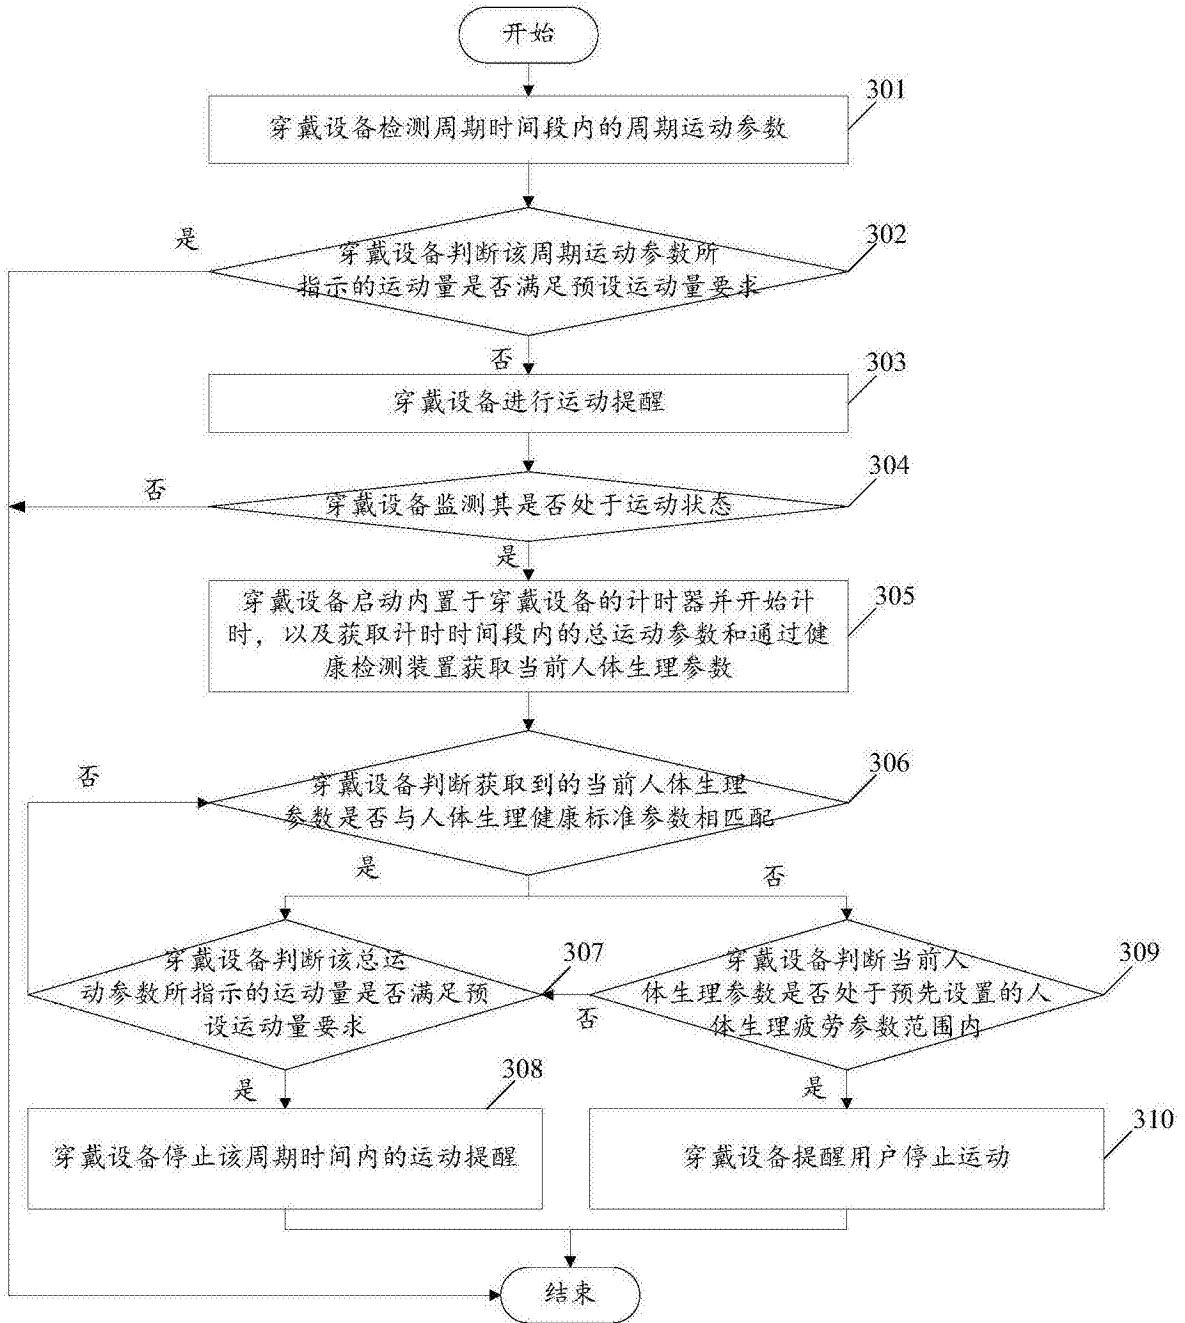 开始
301
穿戴设备检测周期时间段内的周期运动参数
是
302
穿戴设备判断该周期运动参数所
指示的运动量是否满足预设运动量要求
否
303
穿戴设备进行运动提醒
304
否
穿戴设备监测其是否处于运动状态
是
305
穿戴设备启动内置于穿戴设备的计时器并开始计
时，以及获取计时时间段内的总运动参数和通过健
康检测装置获取当前人体生理参数
306
否
穿戴设备判断获取到的当前人体生理
参数是否与人体生理健康标准参数相匹配
是
否
307
穿戴设备判断该总运
动参数所指示的运动量是否满足预
设运动量要求
309
穿戴设备判断当前人
体生理参数是否处于预先设置的人
体生理疲劳参数范围内
否
是
308
是
310
穿戴设备停止该周期时间内的运动提醒
穿戴设备提醒用户停止运动
结束